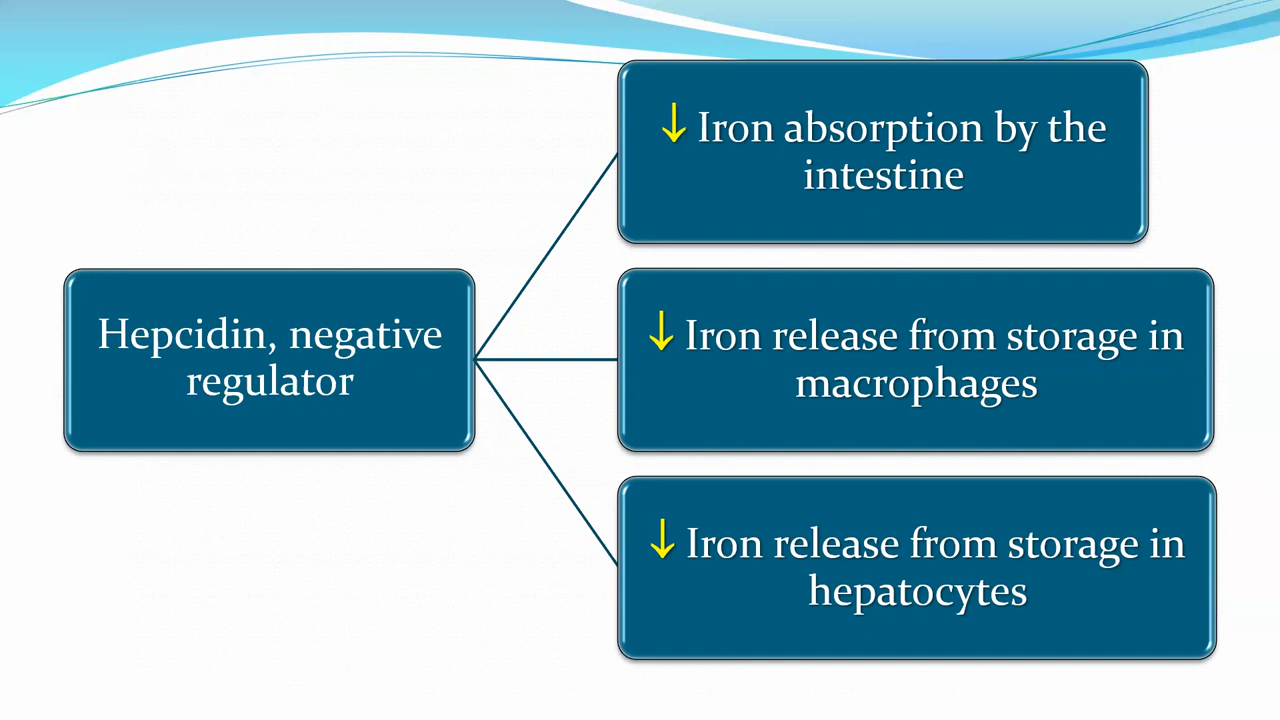 ↓ Iron absorption by the
intestine
Hepcidin, negative
regulator
↓ Iron release from storage in
macrophages
↓ Iron release from storage in
hepatocytes